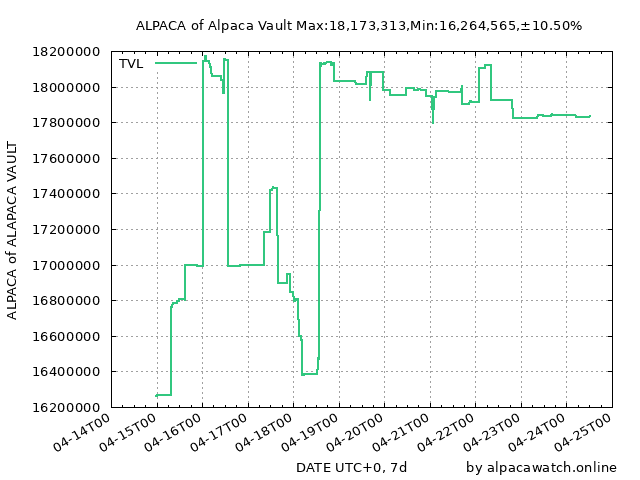 ALPACA of Alpaca Vault Max:18,173,313,Min:16,264,565,±10.50%
TVL
ALPACA of ALAPACA VAULT
18200000
18000000
17800000
17600000
17400000
17200000
17000000
16800000
16600000
16400000
16200000
04-14T00
04-15T00
04-16T00
04-17T00
04-18T00
04-19T00
04-20T00
04-21T00
04-22T00
04-23T00
04-24T00
04-25T00
DATE UTC+0, 7d
by alpacawatch.online